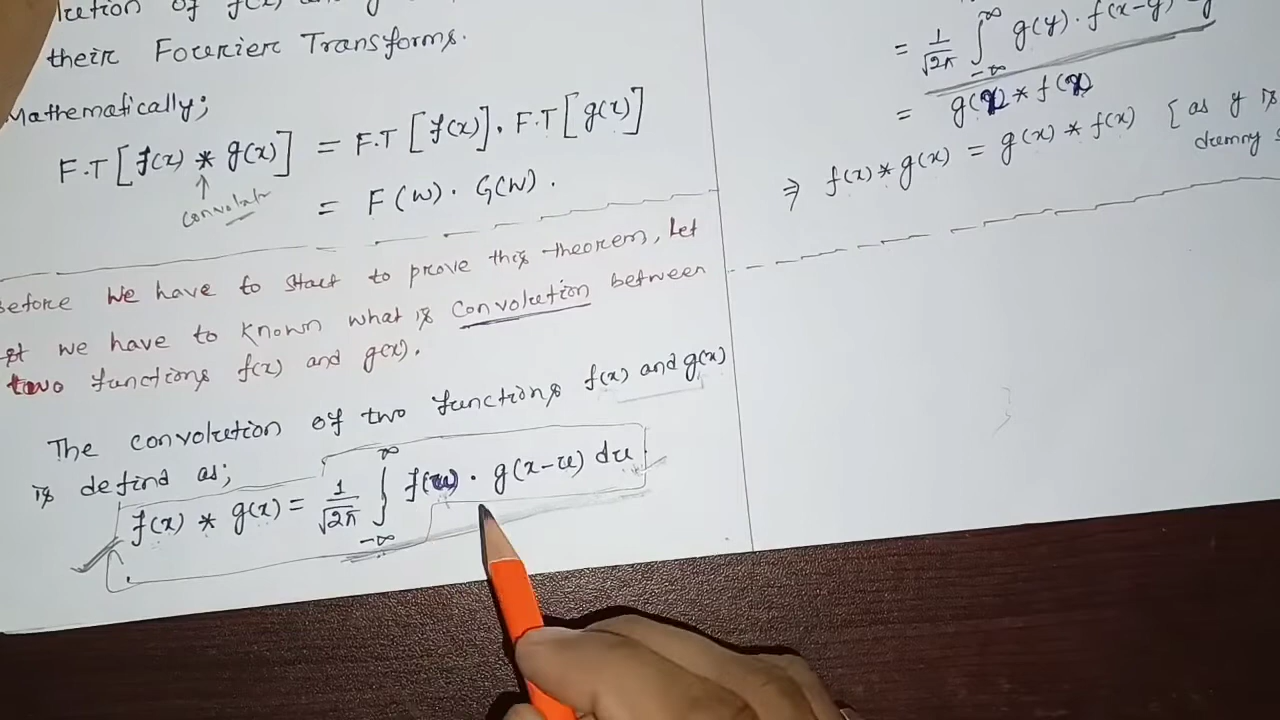 of f(x)
their Fourier Transforms.
Mathematically;
F.T [f(x) * g(x)] = F.T [f(x)] . F.T [g(x)]
↑
= F(w) . G(w) .
Before we have to start to prove this theorem, Let
we have to known what is convolution between
two functions f(x) and g(x).
The convolution of two functions f(x) and g(x)
is defind as;
f(x) * g(x) = 1/√2π ∫_{-∞}^{∞} f(u) . g(x-u) du
= 1/√2π ∫_{-∞}^{∞} g(y) . f(x-y)
= g(x) * f(x)
⇒ f(x) * g(x) = g(x) * f(x) [as y is
dummy